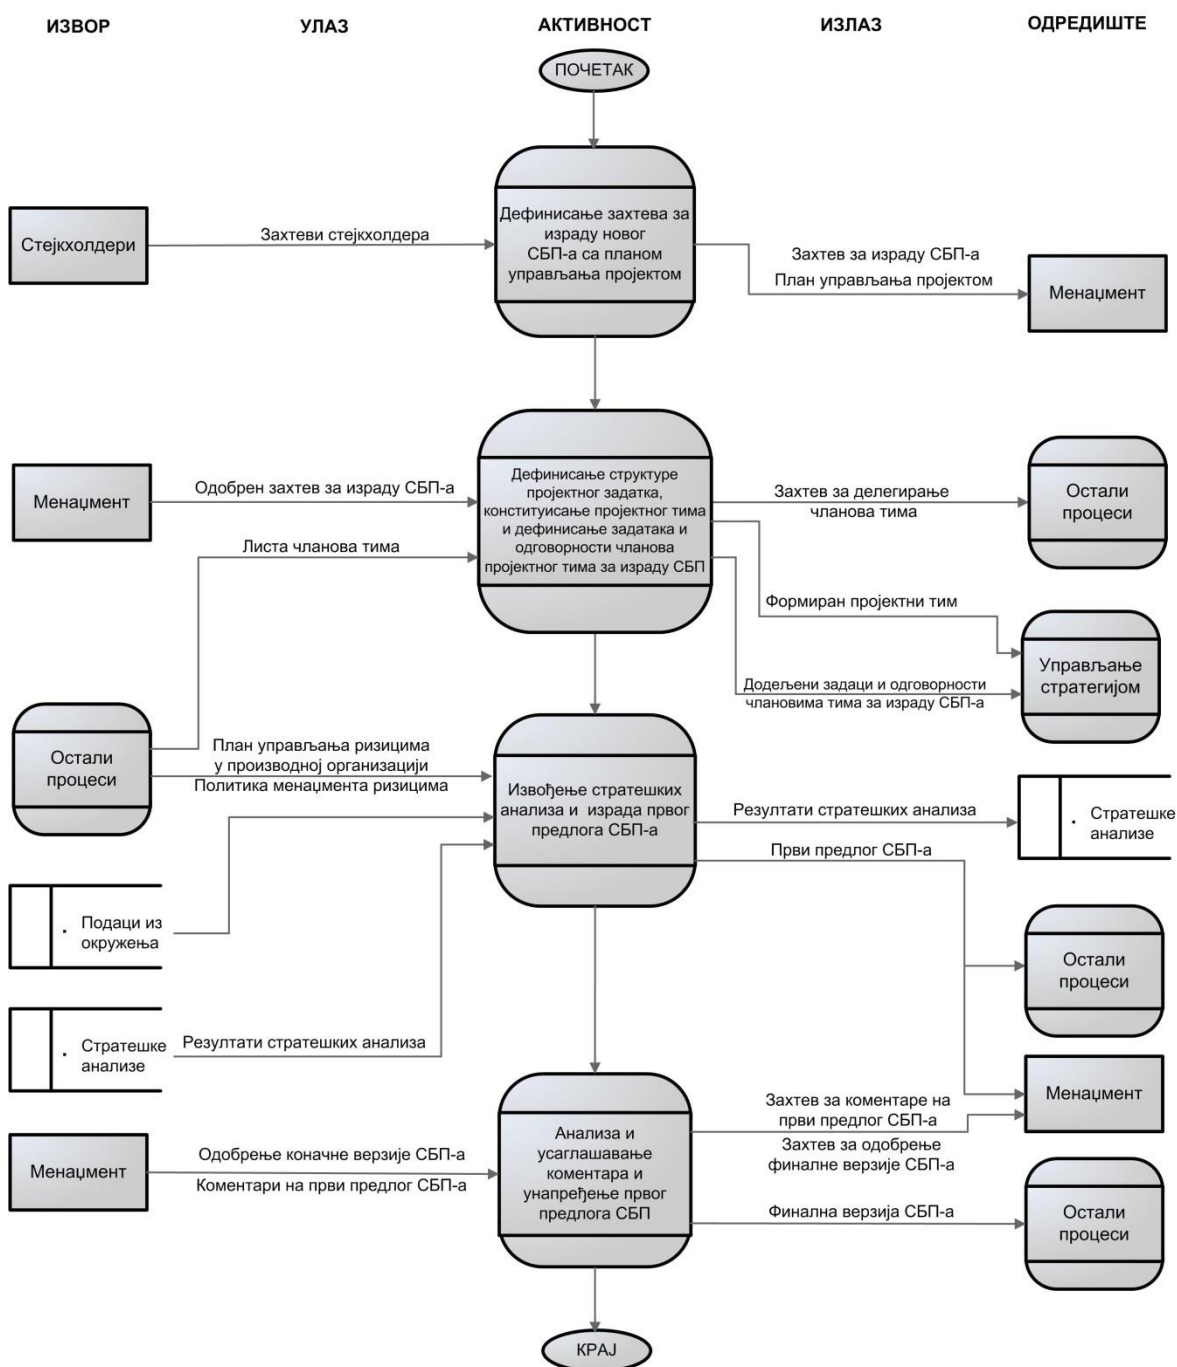 ИЗВОР
УЛАЗ
АКТИВНОСТ
ИЗЛАЗ
ОДРЕДИШТЕ
ПОЧЕТАК
Стејкхолдери
Захтеви стејкхолдера
Дефинисање захтева за
израду новог
СБП-а са планом
управљања пројектом
Захтев за израду СБП-а
План управљања пројектом
Менаџмент
Менаџмент
Одобрен захтев за израду СБП-а
Листа чланова тима
Дефинисање структуре
пројектног задатка,
конституисање пројектног тима
и дефинисање задатака и
одговорности чланова
пројектног тима за израду СБП
Захтев за делегирање
чланова тима
Остали
процеси
Формиран пројектни тим
Додељени задаци и одговорности
члановима тима за израду СБП-а
Управљање
стратегијом
Остали
процеси
План управљања ризицима
у производној организацији
Политика менаџмента ризицима
Извођење стратешких
анализа и израда првог
предлога СБП-а
Резултати стратешких анализа
Први предлог СБП-а
Стратешке
анализе
Подаци из
окружења
Остали
процеси
Стратешке
анализе
Резултати стратешких анализа
Менаџмент
Менаџмент
Одобрење коначне верзије СБП-а
Коментари на први предлог СБП-а
Анализа и
усаглашавање
коментара и
унапређење првог
предлога СБП
Захтев за коментаре на
први предлог СБП-а
Захтев за одобрење
финалне верзије СБП-а
Финална верзија СБП-а
Остали
процеси
КРАЈ